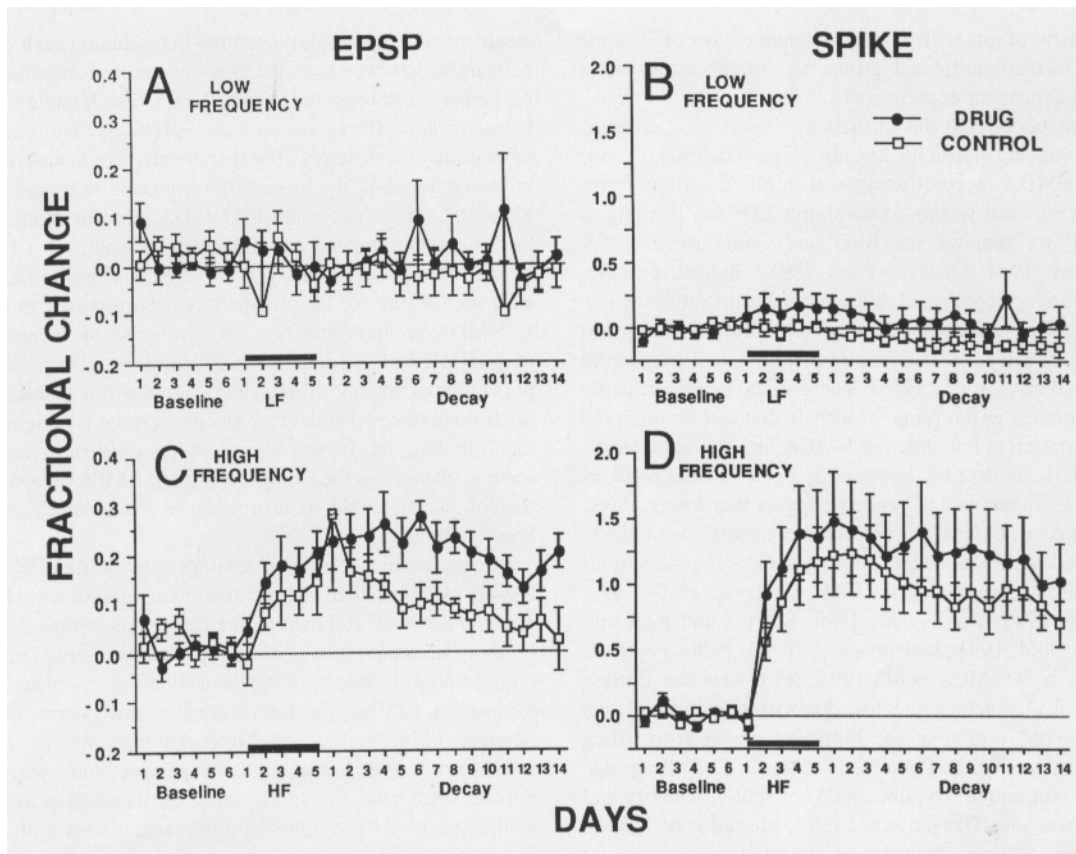 EPSP
SPIKE
FRACTIONAL CHANGE
A
LOW
FREQUENCY
0.4
0.3
0.2
0.1
0.0
-0.1
-0.2
1 2 3 4 5 6 1 2 3 4 5 1 2 3 4 5 6 7 8 9 10 11 12 13 14
Baseline LF Decay
B
LOW
FREQUENCY
DRUG
CONTROL
2.0
1.5
1.0
0.5
0.0
1 2 3 4 5 6 1 2 3 4 5 1 2 3 4 5 6 7 8 9 10 11 12 13 14
Baseline LF Decay
C
HIGH
FREQUENCY
0.3
0.2
0.1
0.0
-0.1
0.2
1 2 3 4 5 6 1 2 3 4 5 1 2 3 4 5 6 7 8 9 10 11 12 13 14
Baseline HF Decay
D
HIGH
FREQUENCY
2.0
1.5
1.0
0.5
0.0
1 2 3 4 5 6 1 2 3 4 5 1 2 3 4 5 6 7 8 9 10 11 12 13 14
Baseline HF Decay
DAYS